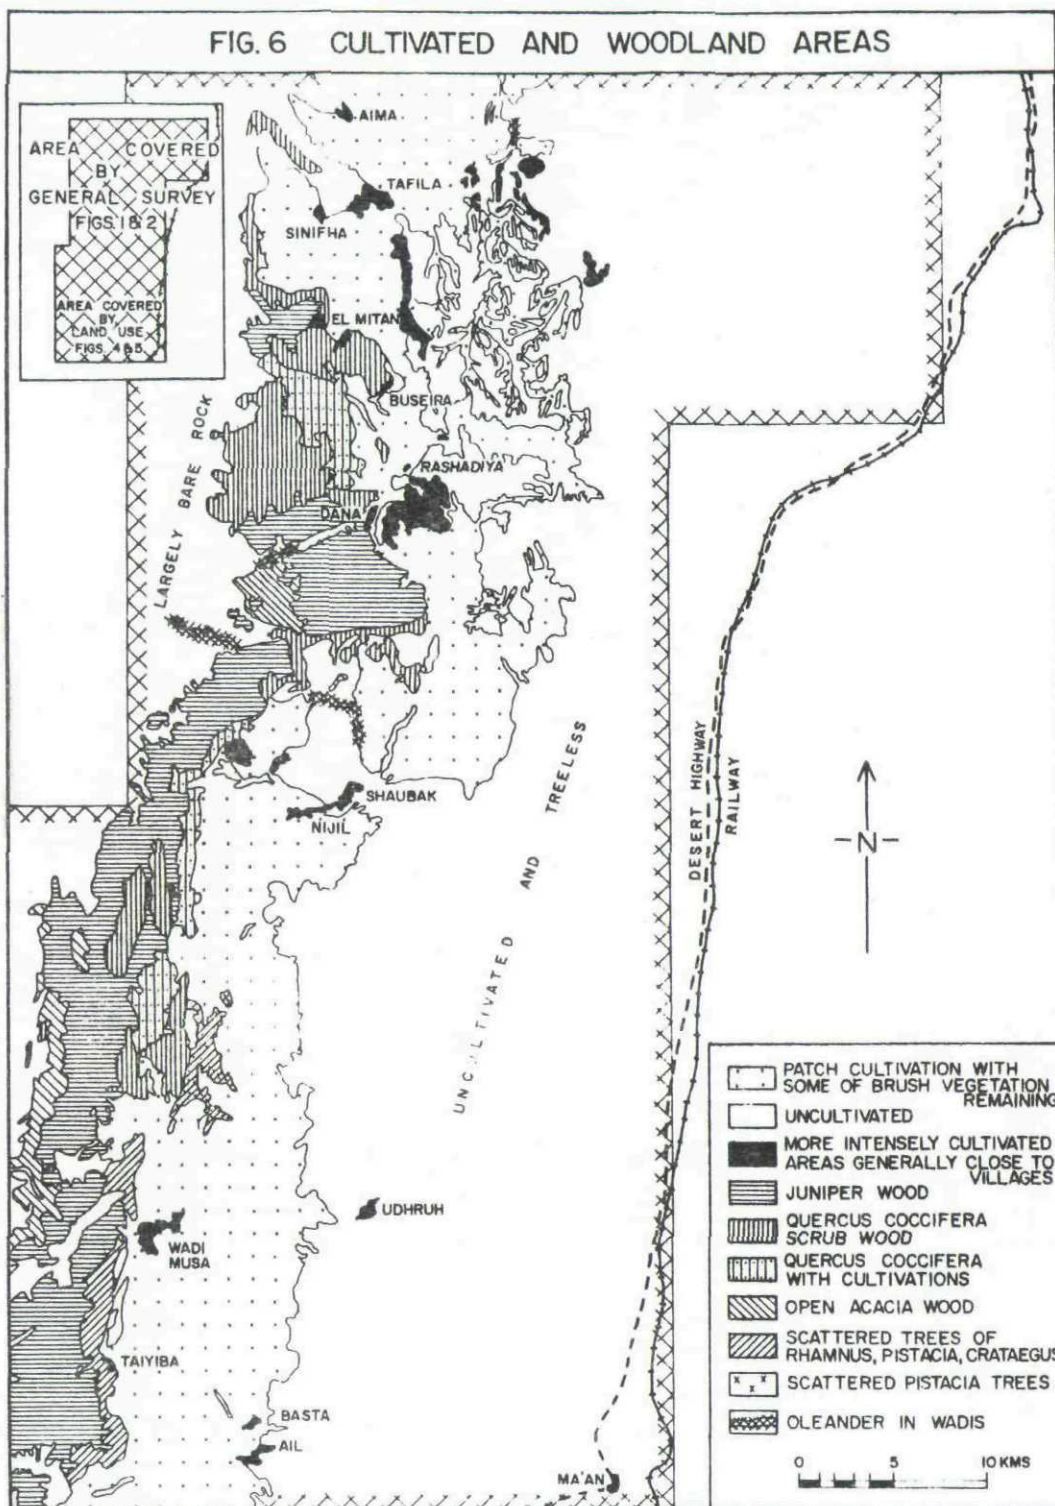 FIG. 6 CULTIVATED AND WOODLAND AREAS
AREA COVERED
BY
GENERAL SURVEY
FIGS. 1 & 2
AREA COVERED
BY
LAND USE
FIGS. 4 & 5
AIMA
TAFILA
SINIFHA
EL MITAN
BUSEIRA
LARGELY BARE ROCK
RASHADIYA
DANA
SHAUBAK
NIJIL
UNCULTIVATED AND TREELESS
DESERT HIGHWAY
RAILWAY
N
UDHRUH
WADI
MUSA
TAIYIBA
BASTA
AIL
MA'AN
PATCH CULTIVATION WITH
SOME OF BRUSH VEGETATION
REMAINING
UNCULTIVATED
MORE INTENSELY CULTIVATED
AREAS GENERALLY CLOSE TO
VILLAGES
JUNIPER WOOD
QUERCUS COCCIFERA
SCRUB WOOD
QUERCUS COCCIFERA
WITH CULTIVATIONS
OPEN ACACIA WOOD
SCATTERED TREES OF
RHAMNUS, PISTACIA, CRATAEGUS
SCATTERED PISTACIA TREES
OLEANDER IN WADIS
0 5 10 KMS